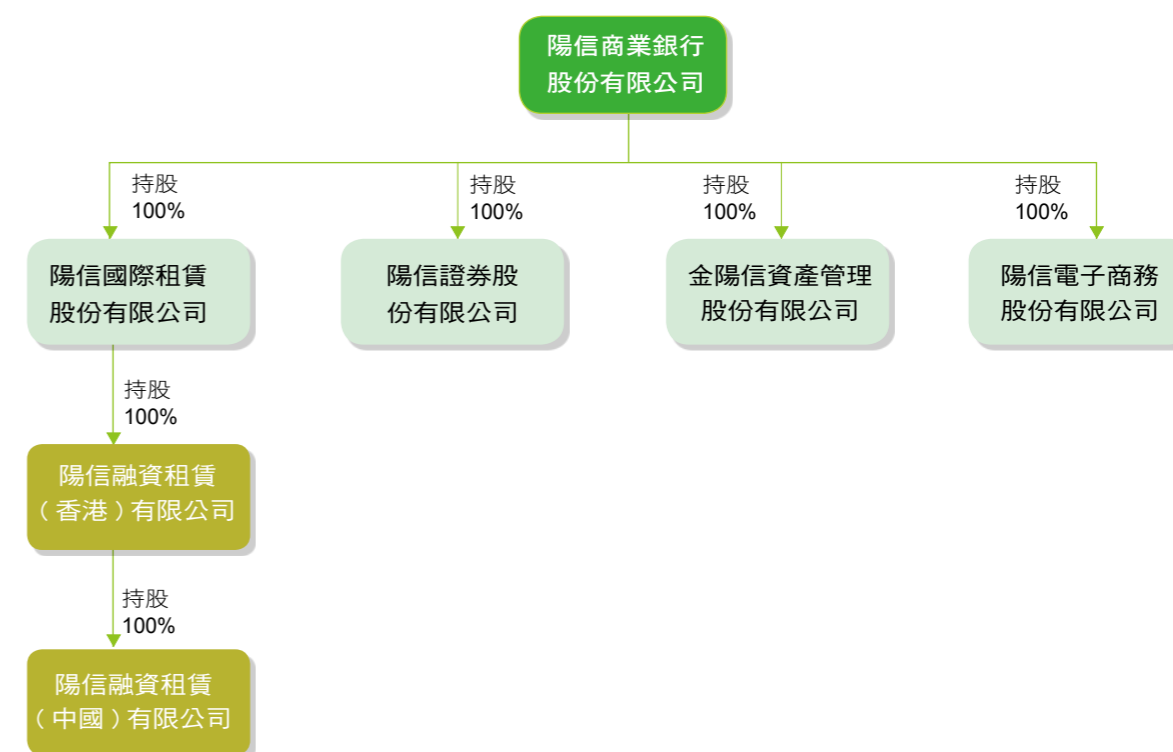 陽信商業銀行
股份有限公司
持股
100%
持股
100%
持股
100%
持股
100%
陽信國際租賃
股份有限公司
陽信證券股
份有限公司
金陽信資產管理
股份有限公司
陽信電子商務
股份有限公司
持股
100%
陽信融資租賃
（香港）有限公司
持股
100%
陽信融資租賃
（中國）有限公司